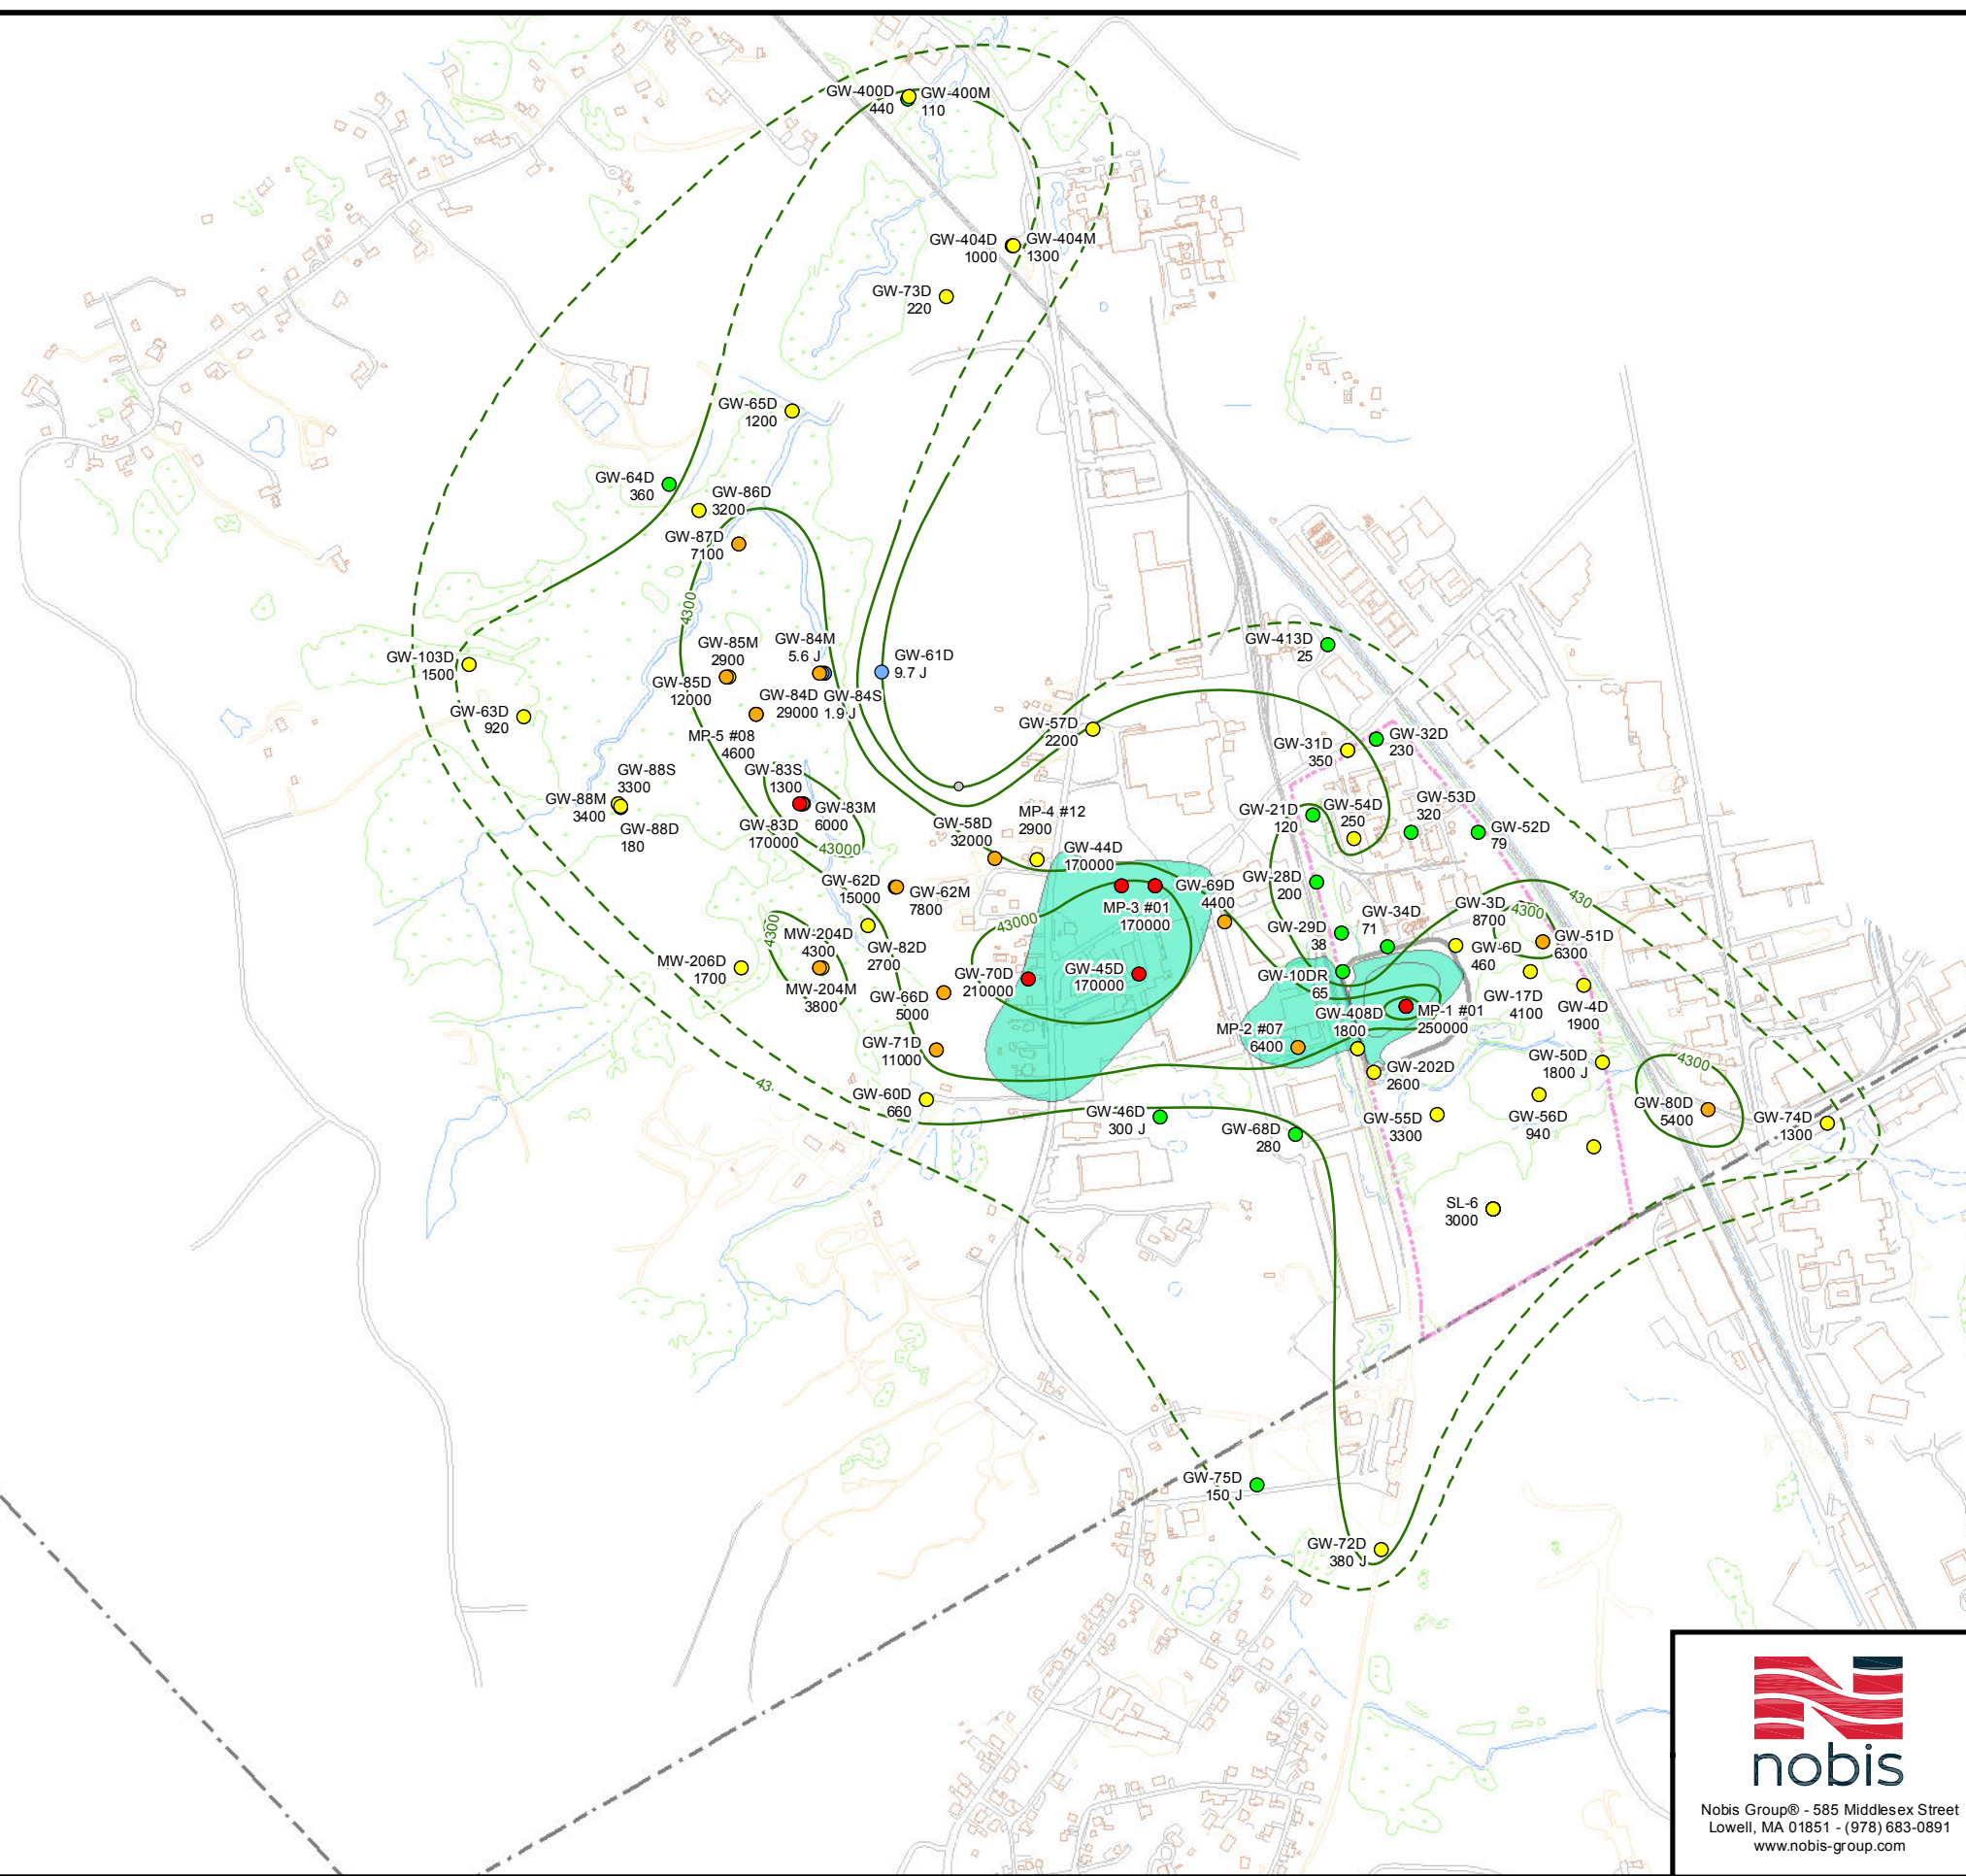 GW-400D
440
GW-400M
110
GW-404D
1000
GW-404M
1300
GW-73D
220
GW-65D
1200
GW-64D
360
GW-86D
3200
GW-87D
7100
4300
GW-413D
25
GW-85M
2900
GW-84M
5.6 J
GW-61D
9.7 J
GW-103D
1500
GW-85D
12000
GW-84D
29000
GW-84S
1.9 J
GW-63D
920
MP-5 #08
4600
GW-57D
2200
GW-31D
350
GW-32D
230
GW-88S
3300
GW-83S
1300
GW-88M
3400
GW-83M
6000
GW-88D
180
GW-83D
170000
43000
GW-58D
32000
MP-4 #12
2900
GW-21D
120
GW-54D
250
GW-53D
320
GW-52D
79
GW-44D
170000
GW-62D
15000
GW-62M
7800
GW-69D
4400
MP-3 #01
170000
GW-28D
200
GW-34D
71
GW-3D
8700
430
4300
43000
4300
MW-204D
4300
GW-82D
2700
GW-29D
38
GW-6D
460
GW-51D
6300
MW-206D
1700
MW-204M
3800
GW-70D
210000
GW-45D
170000
GW-10DR
65
GW-66D
5000
GW-17D
4100
GW-4D
1900
GW-408D
1800
MP-1 #01
250000
MP-2 #07
6400
GW-71D
11000
GW-50D
1800 J
4300
GW-202D
2600
43
GW-60D
660
GW-46D
300 J
GW-68D
280
GW-55D
3300
GW-56D
940
GW-80D
5400
GW-74D
1300
SL-6
3000
GW-75D
150 J
GW-72D
380 J
nobis
Nobis Group® - 585 Middlesex Street
Lowell, MA 01851 - (978) 683-0891
www.nobis-group.com